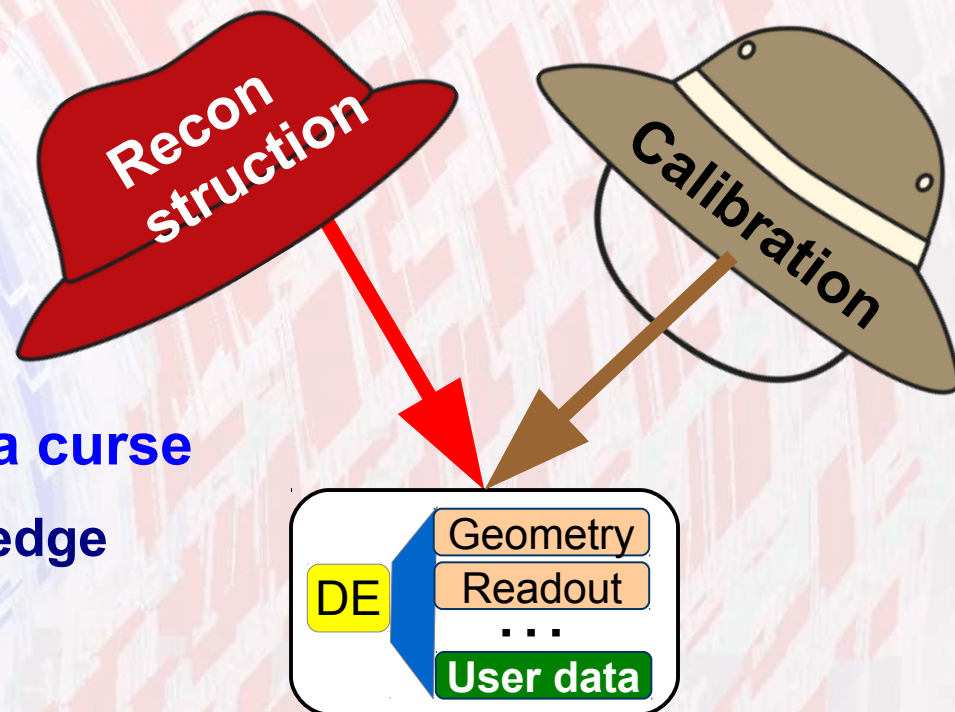 Recon
struction
Calibration
a curse
edge
DE
Geometry
Readout
...
User data